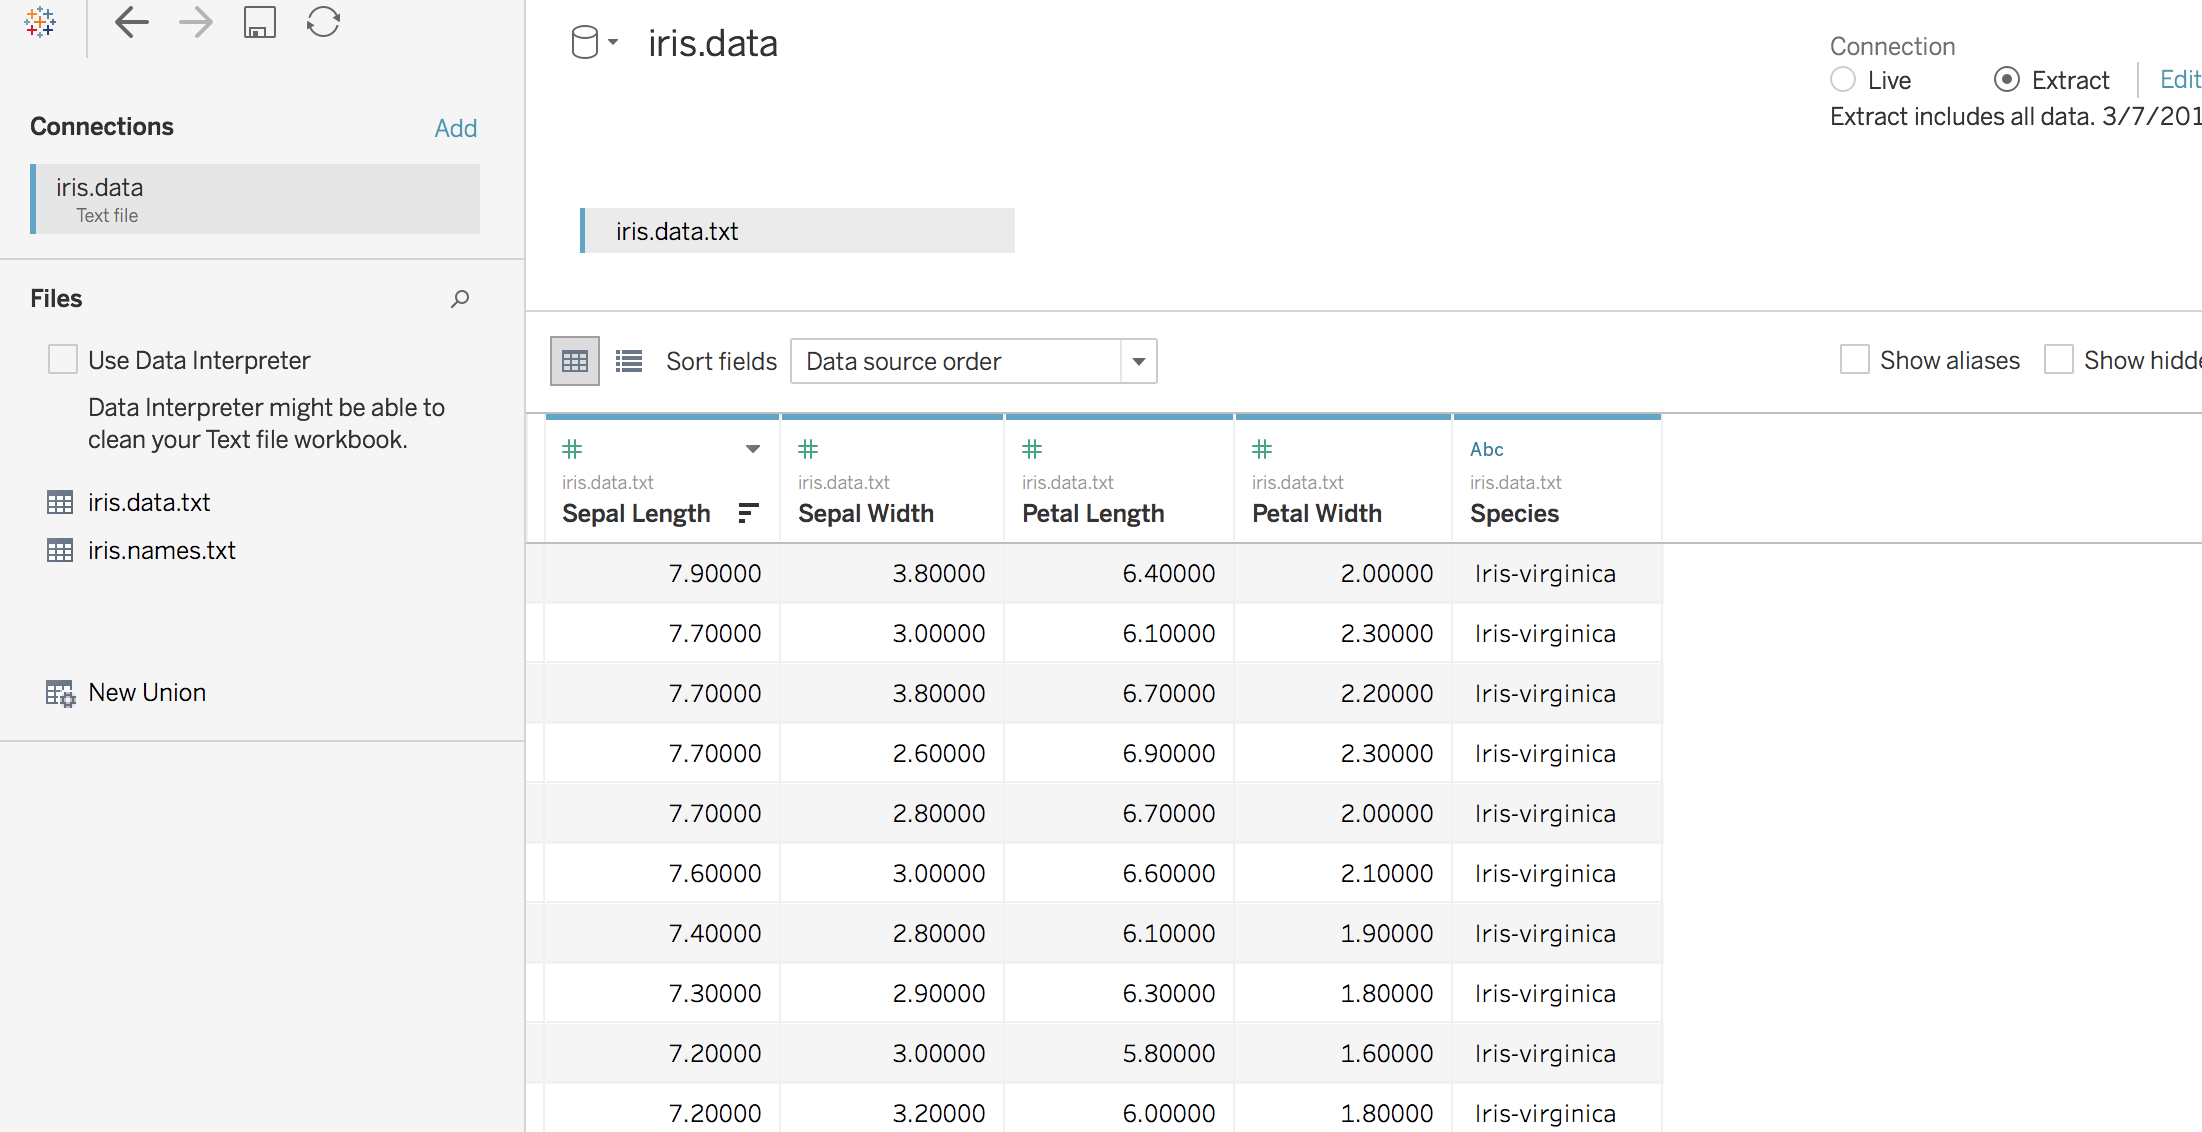 iris.data
Connection
Live Extract Edit
Extract includes all data. 3/7/201
Connections Add
iris.data
Text file
iris.data.txt
Files
Use Data Interpreter
Data Interpreter might be able to
clean your Text file workbook.
iris.data.txt
iris.names.txt
New Union
Sort fields Data source order Show aliases Show hidde
Abc
iris.data.txt iris.data.txt iris.data.txt iris.data.txt iris.data.txt
Sepal Length Sepal Width Petal Length Petal Width Species
7.90000 3.80000 6.40000 2.00000 Iris-virginica
7.70000 3.00000 6.10000 2.30000 Iris-virginica
7.70000 3.80000 6.70000 2.20000 Iris-virginica
7.70000 2.60000 6.90000 2.30000 Iris-virginica
7.70000 2.80000 6.70000 2.00000 Iris-virginica
7.60000 3.00000 6.60000 2.10000 Iris-virginica
7.40000 2.80000 6.10000 1.90000 Iris-virginica
7.30000 2.90000 6.30000 1.80000 Iris-virginica
7.20000 3.00000 5.80000 1.60000 Iris-virginica
7.20000 3.20000 6.00000 1.80000 Iris-virginica